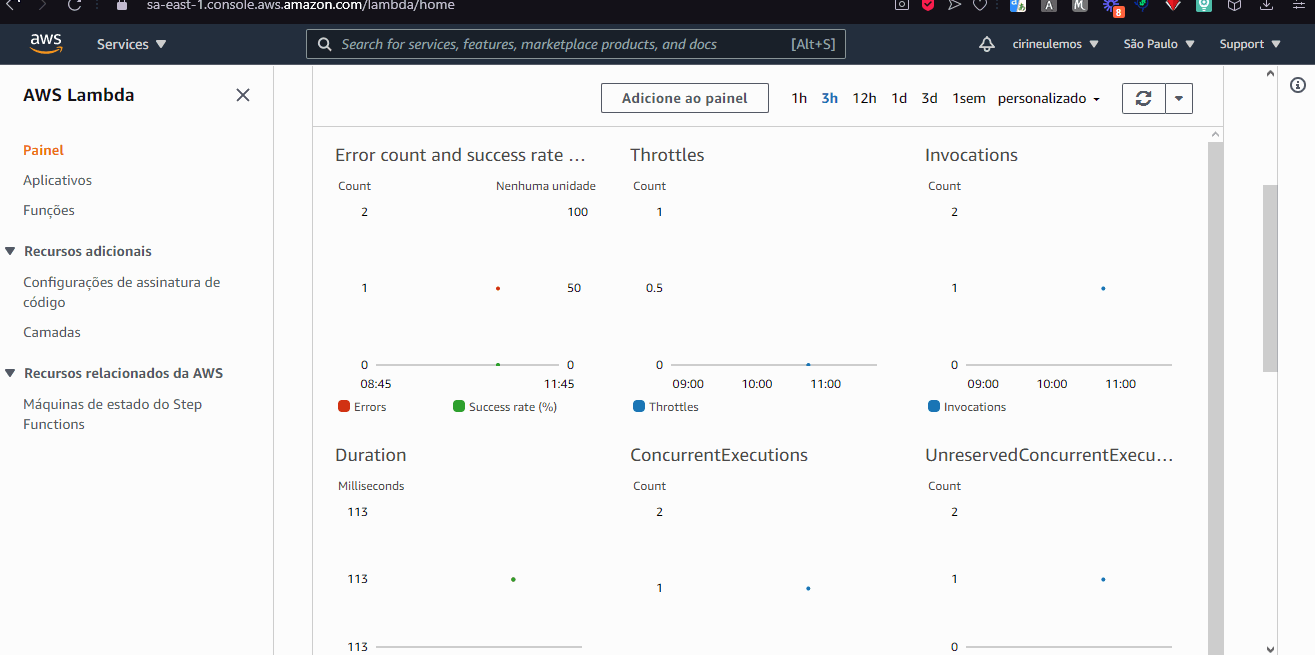 sa-east-1.console.aws.amazon.com/lambda/home
8
aws
Services
Search for services, features, marketplace products, and docs
[Alt+S]
cirineulemos
São Paulo
Support
AWS Lambda
Painel
Aplicativos
Funções
Recursos adicionais
Configurações de assinatura de
código
Camadas
Recursos relacionados da AWS
Máquinas de estado do Step
Functions
Adicione ao painel
1h 3h 12h 1d 3d 1sem personalizado
Error count and success rate ...
Count
Nenhuma unidade
2
100
1
50
0
0
08:45
11:45
Errors
Success rate (%)
Throttles
Count
1
0.5
0
09:00 10:00 11:00
Throttles
Invocations
Count
2
1
0
09:00 10:00 11:00
Invocations
Duration
Milliseconds
113
113
113
ConcurrentExecutions
Count
2
1
UnreservedConcurrentExecu...
Count
2
1
0